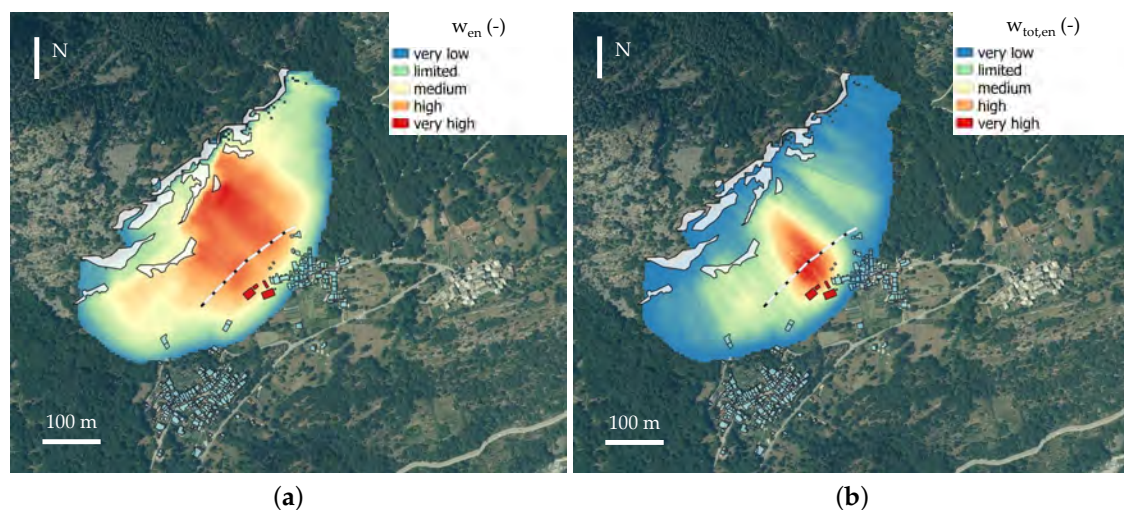 N
w_en (-)
very low
limited
medium
high
very high
100 m
(a)
N
w_tot,en (-)
very low
limited
medium
high
very high
100 m
(b)